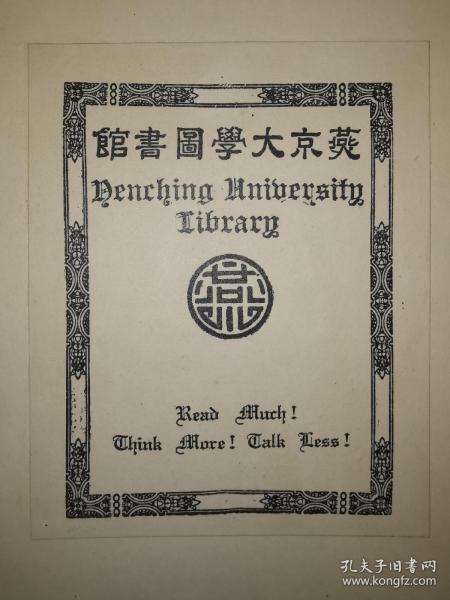 館書圖學大京燕
Yenching University
Library
燕
Read Much!
Think More! Talk Less!
孔夫子旧书网
www.kongfz.com